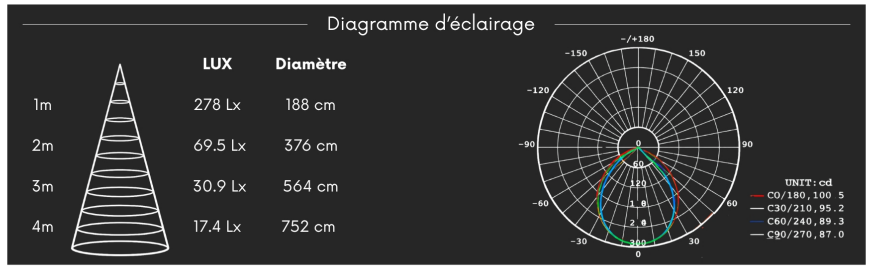 Diagramme d'éclairage
LUX Diamètre
1m 278 Lx 188 cm
2m 69.5 Lx 376 cm
3m 30.9 Lx 564 cm
4m 17.4 Lx 752 cm
-/+180
-150 150
-120 120
-90 0 90
60
120
-60 60
-30 300 30
0
UNIT:cd
C0/180,100 5
C30/210,95.2
C60/240,89.3
C90/270,87.0